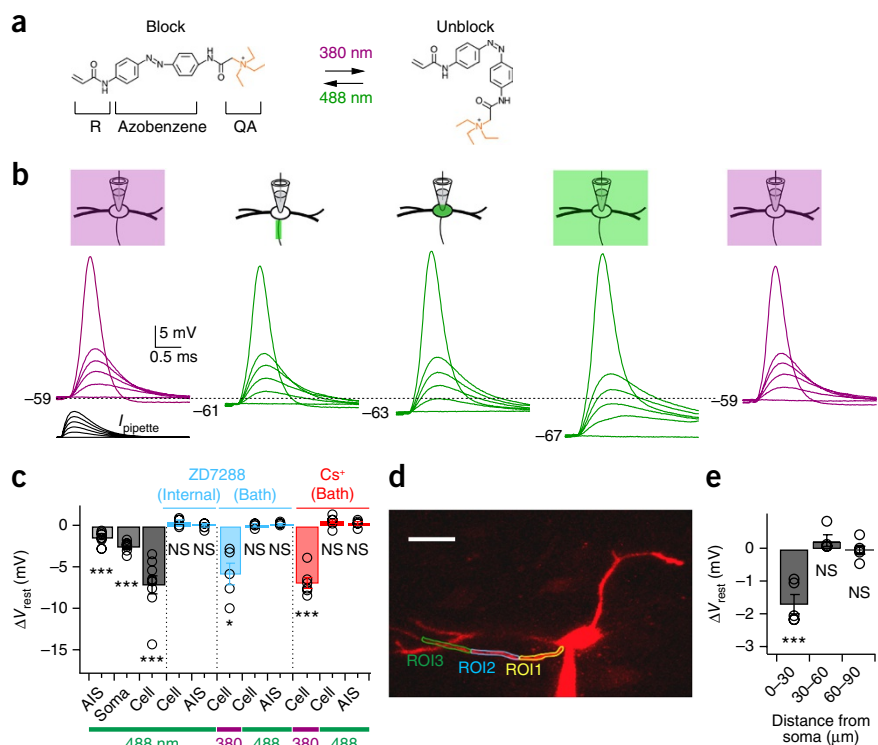 a
Block
Unblock
380 nm
488 nm
R
Azobenzene
QA
N=N
NH
O
N
H
N+
b
5 mV
0.5 ms
–59
–61
–63
–67
–59
Ipipette
c
ZD7288
(Internal)
(Bath)
Cs+
(Bath)
ΔVrest (mV)
0
–5
–10
–15
***
***
***
NS
NS
*
NS
NS
***
NS
NS
AIS
Soma
Cell
Cell
AIS
Cell
Cell
AIS
Cell
Cell
AIS
488 nm
380
488
380
488
d
ROI3
ROI2
ROI1
e
ΔVrest (mV)
1
0
–1
–2
–3
***
NS
NS
0–30
30–60
60–90
Distance from
soma (μm)